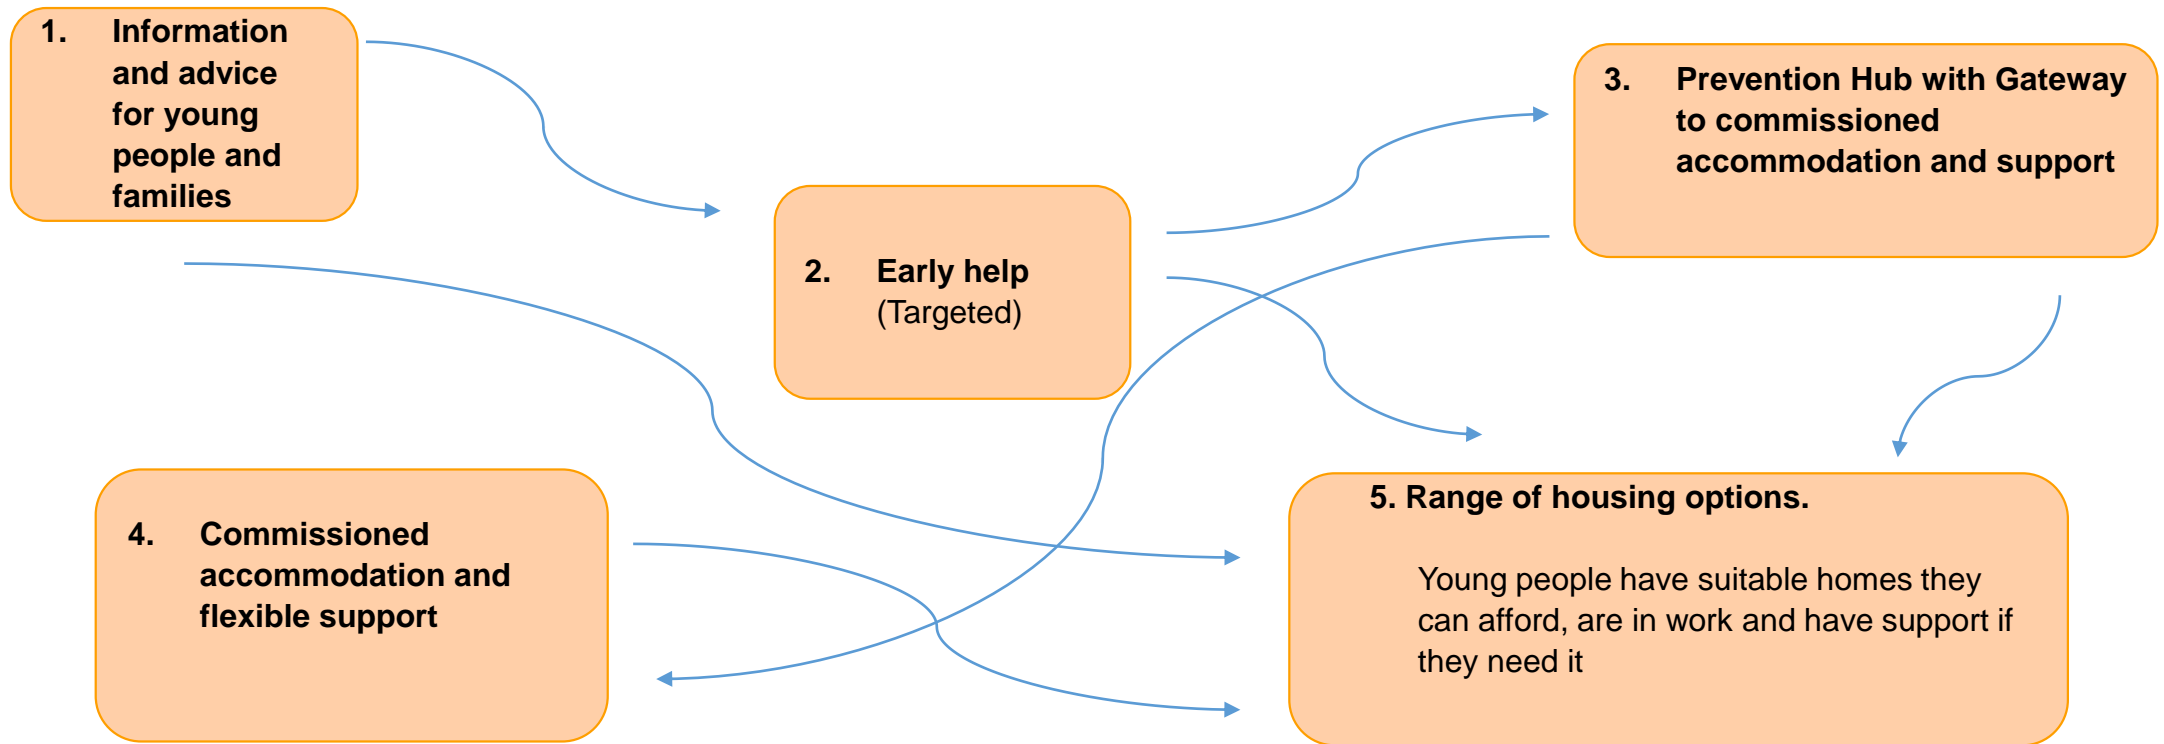 1. Information
and advice
for young
people and
families
2. Early help
(Targeted)
3. Prevention Hub with Gateway
to commissioned
accommodation and support
4. Commissioned
accommodation and
flexible support
5. Range of housing options.
Young people have suitable homes they
can afford, are in work and have support if
they need it